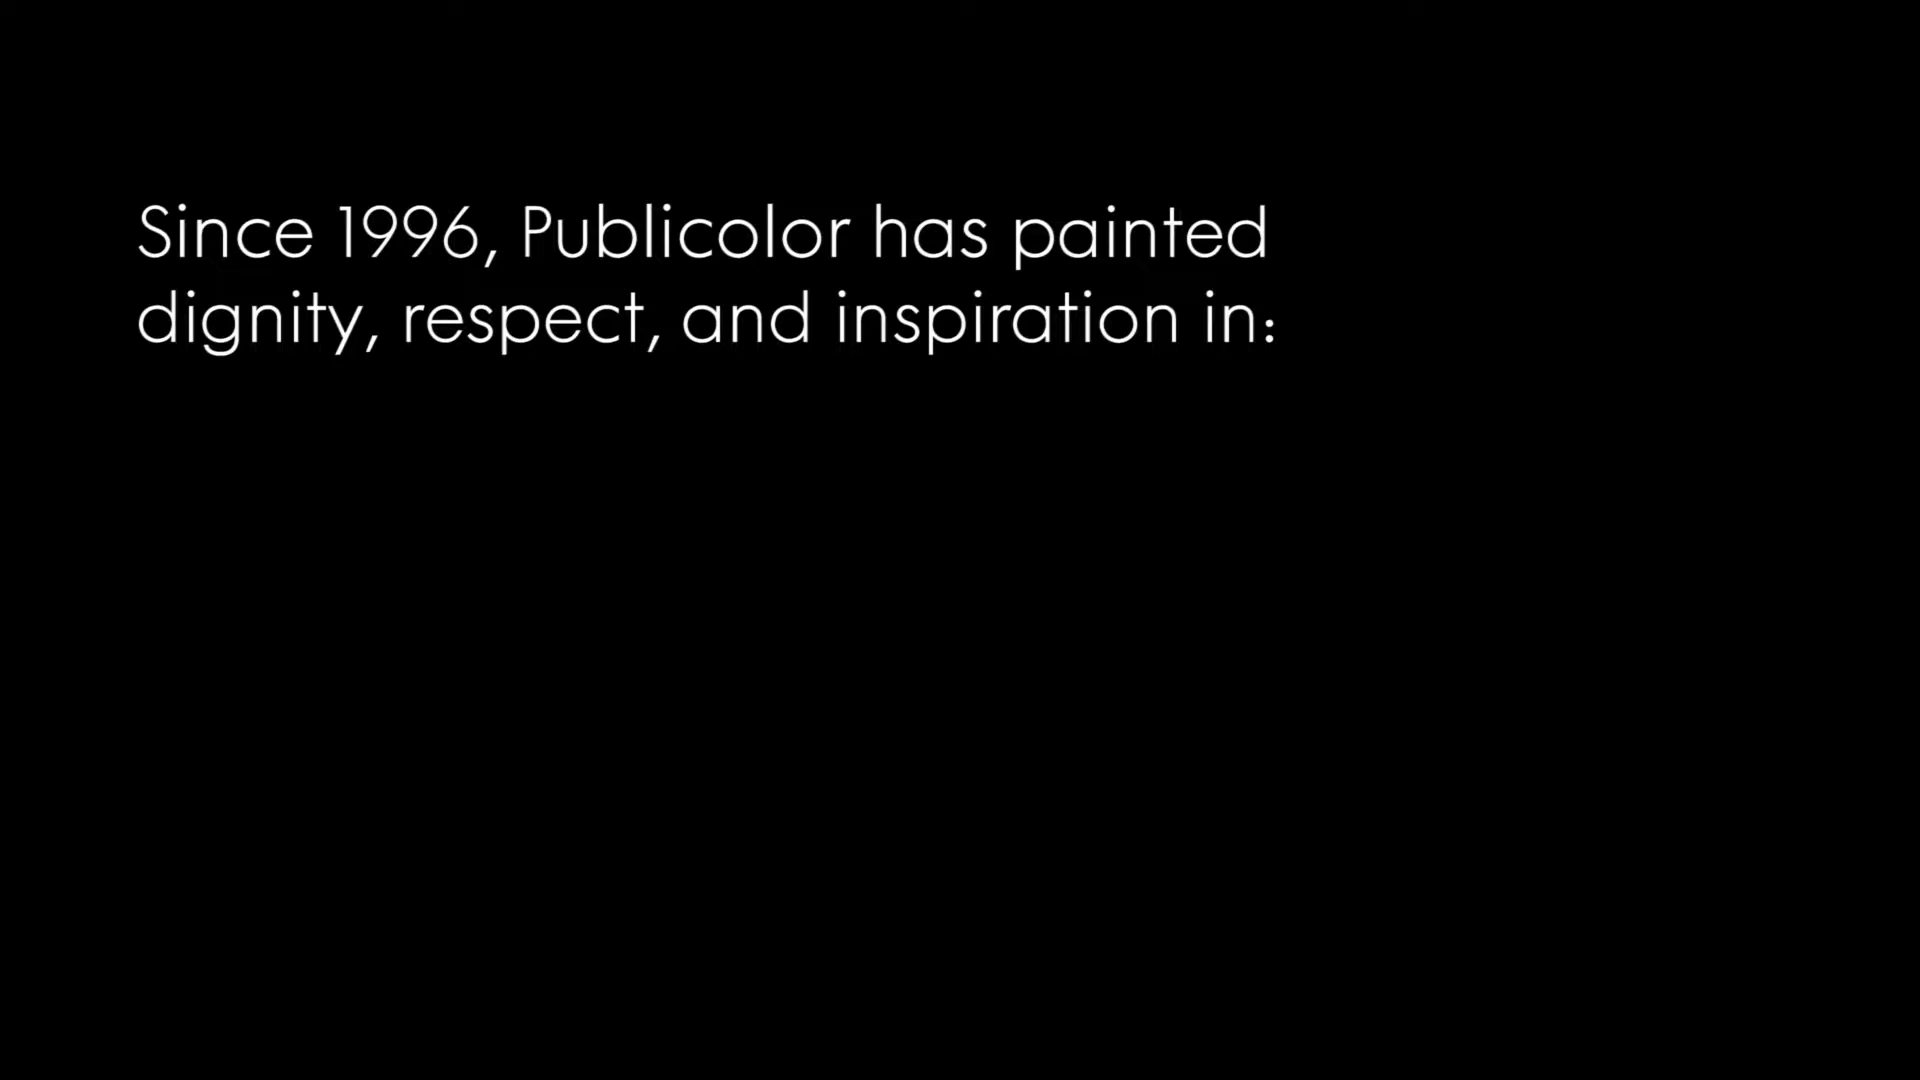 Since 1996, Publicolor has painted
dignity, respect, and inspiration in: